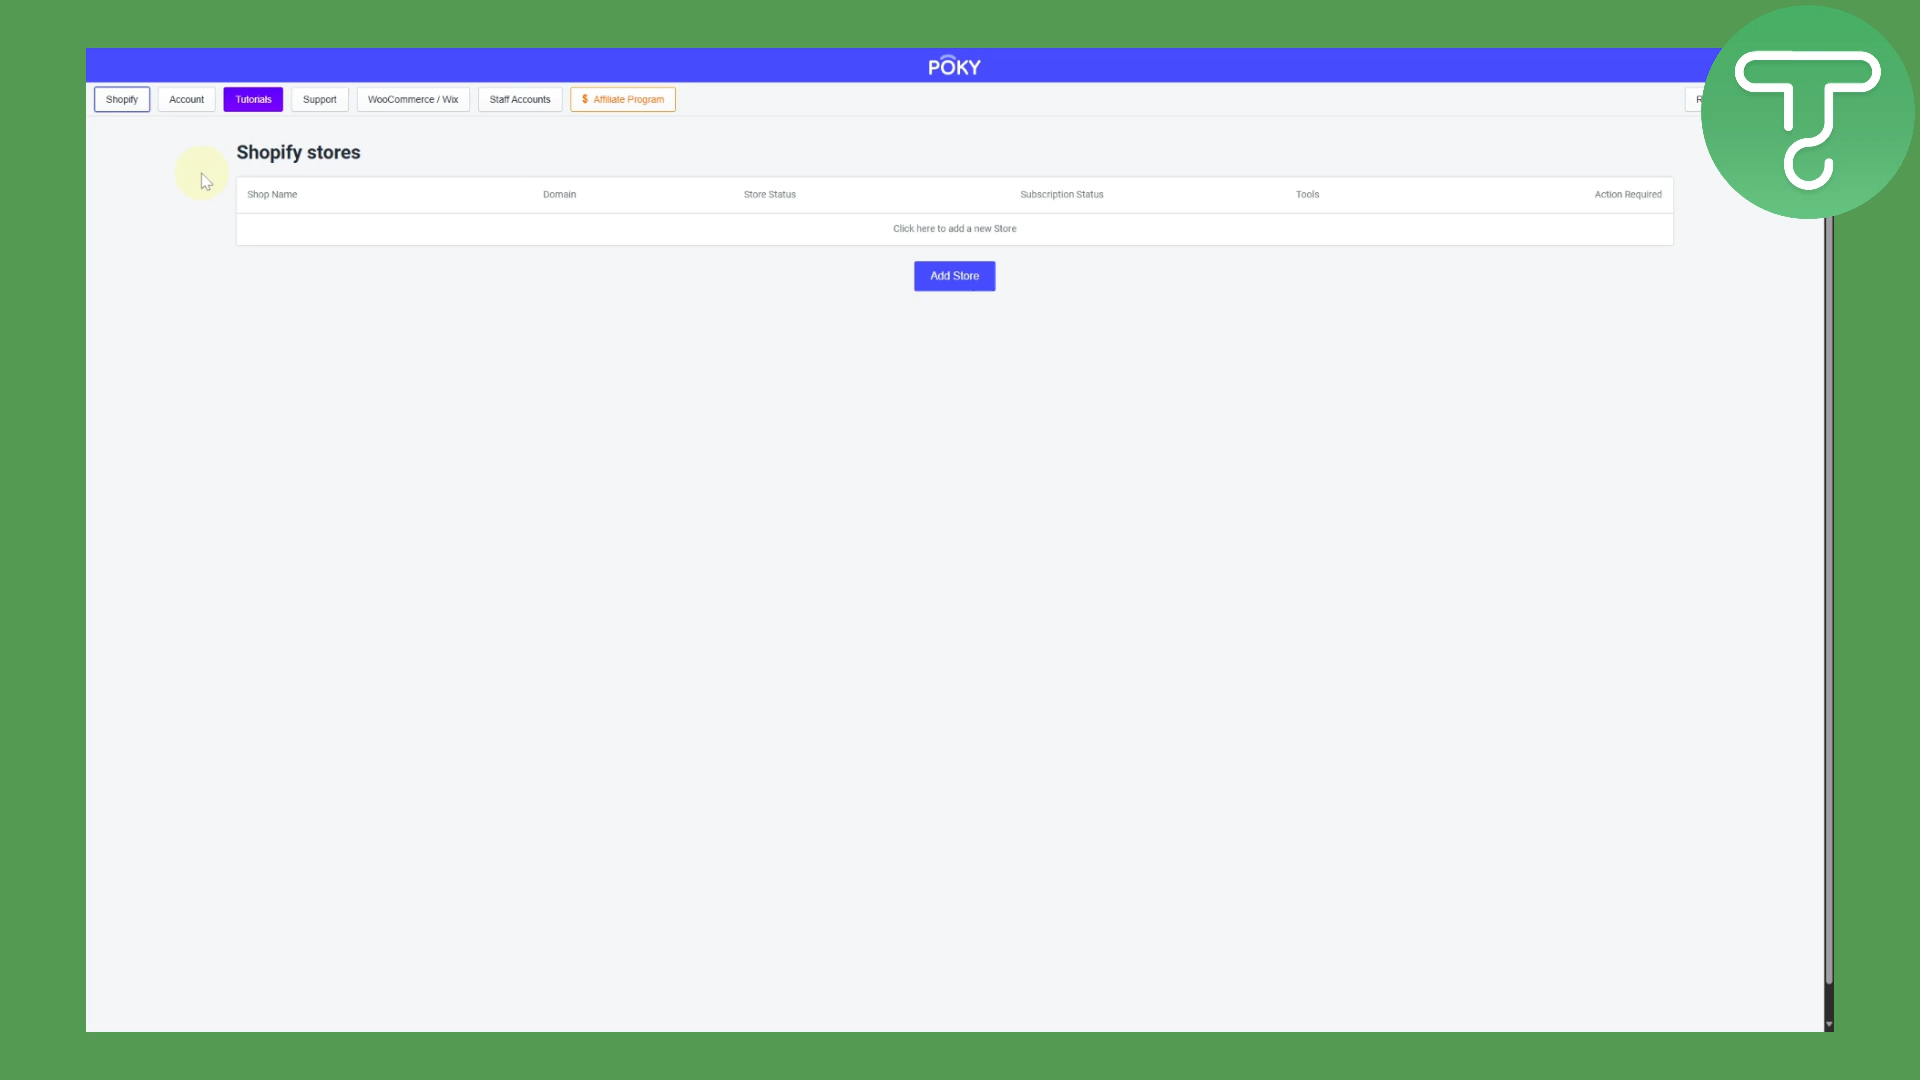 POKY
Shopify Account Tutorials Support WooCommerce / Wix Staff Accounts $ Affiliate Program
Shopify stores
Shop Name Domain Store Status Subscription Status Tools Action Required
Click here to add a new Store
Add Store